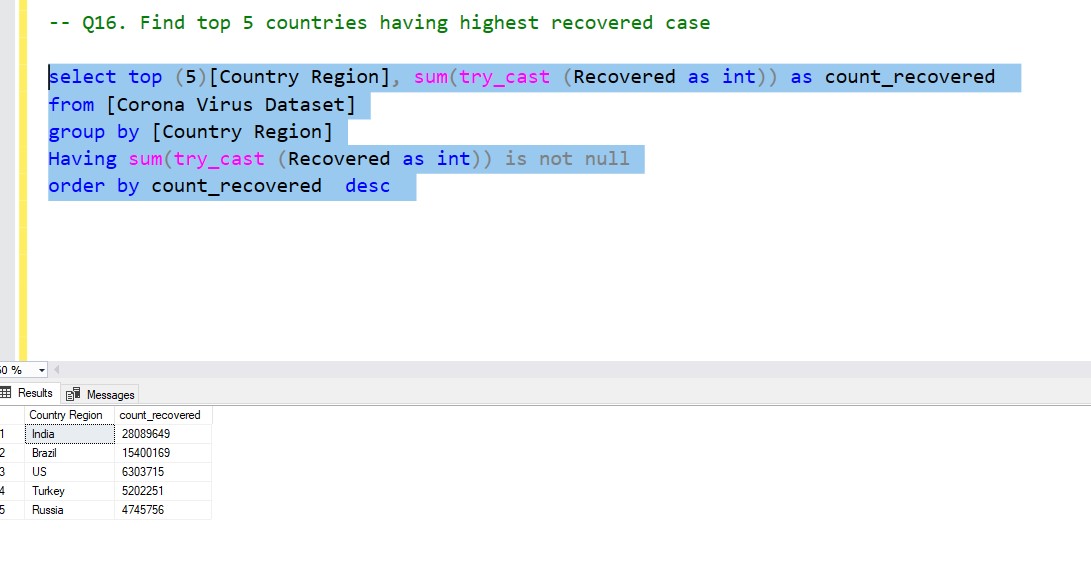 -- Q16. Find top 5 countries having highest recovered case
select top (5)[Country Region], sum(try_cast (Recovered as int)) as count_recovered
from [Corona Virus Dataset]
group by [Country Region]
Having sum(try_cast (Recovered as int)) is not null
order by count_recovered  desc
0 %
Results Messages
Country Region count_recovered
1 India 28089649
2 Brazil 15400169
3 US 6303715
4 Turkey 5202251
5 Russia 4745756